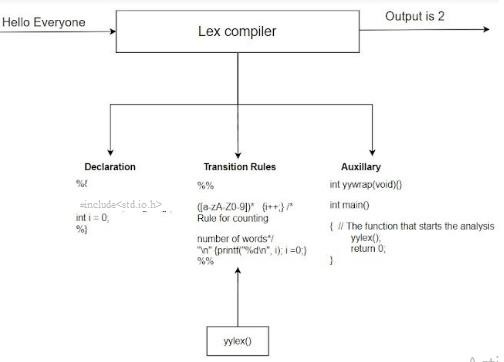 Hello Everyone
Lex compiler
Output is 2
Declaration
%{
=include<std.io.h>
int i = 0;
%}
Transition Rules
%%
([a-zA-Z0-9])* {i++;} /*
Rule for counting
number of words*/
"\n" {printf("%d\n", i); i =0;}
%%
Auxillary
int yywrap(void){}
int main()
{ // The function that starts the analysis
yylex();
return 0;
}
yylex()